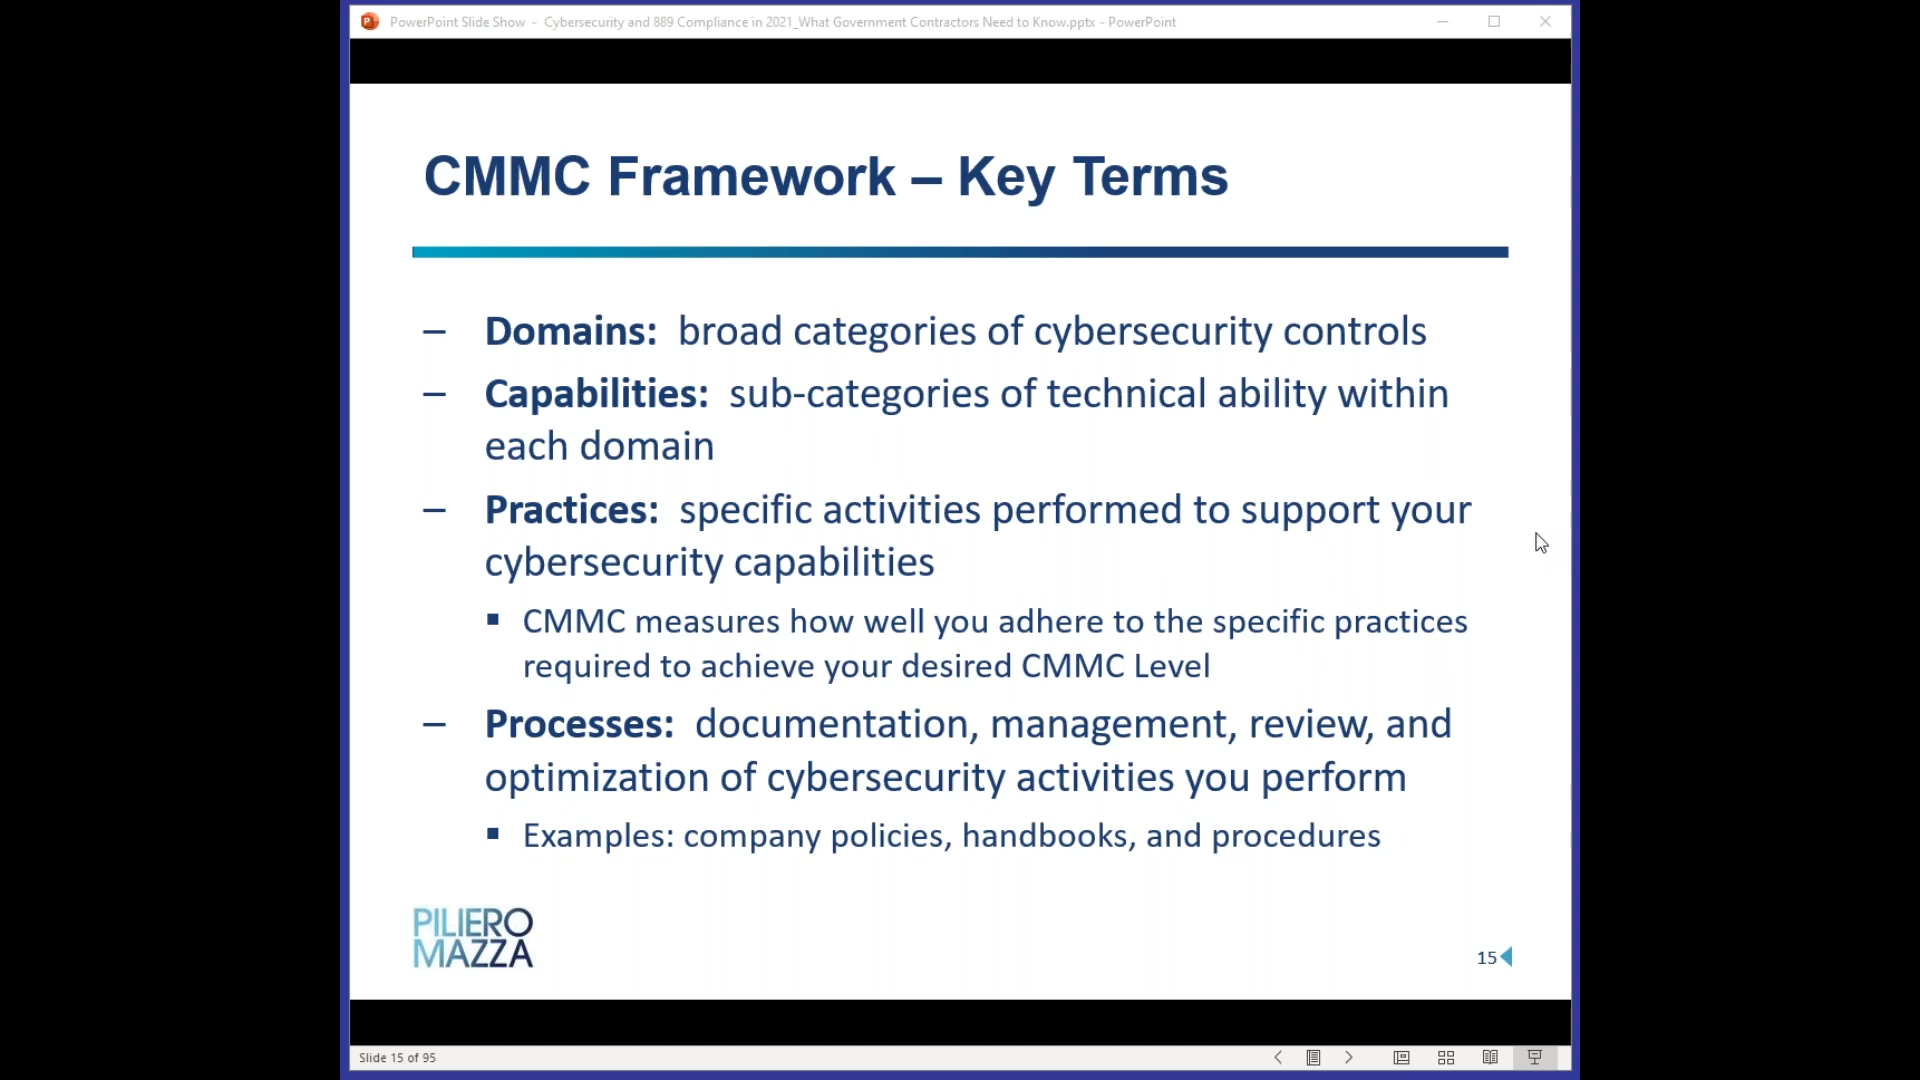 PowerPoint Slide Show - Cybersecurity and 889 Compliance in 2021_What Government Contractors Need to Know.pptx - PowerPoint
CMMC Framework – Key Terms
– Domains: broad categories of cybersecurity controls
– Capabilities: sub-categories of technical ability within
each domain
– Practices: specific activities performed to support your
cybersecurity capabilities
▪ CMMC measures how well you adhere to the specific practices
required to achieve your desired CMMC Level
– Processes: documentation, management, review, and
optimization of cybersecurity activities you perform
▪ Examples: company policies, handbooks, and procedures
PILIERO
MAZZA
15
Slide 15 of 95